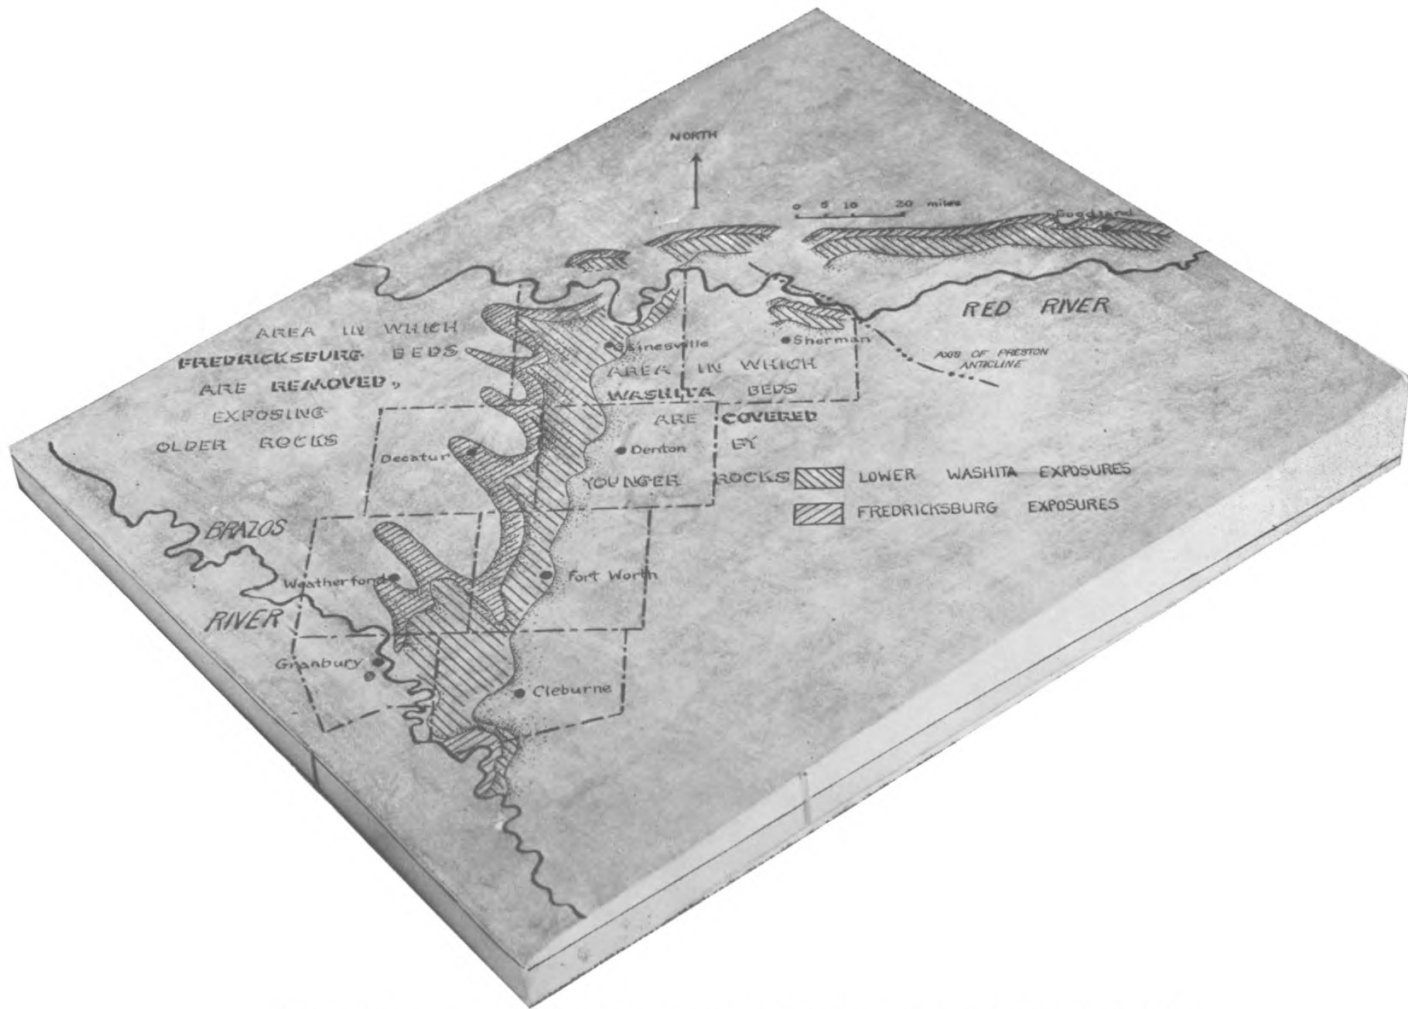 NORTH
0 5 10 20 miles
Goodland
RED RIVER
AREA IN WHICH
FREDRICKSBURG BEDS
ARE REMOVED,
EXPOSING
OLDER ROCKS
Gainesville
Sherman
AXIS OF PRESTON
ANTICLINE
AREA IN WHICH
WASHITA BEDS
ARE COVERED
BY
YOUNGER ROCKS
Decatur
Denton
LOWER WASHITA EXPOSURES
FREDRICKSBURG EXPOSURES
BRAZOS
RIVER
Weatherford
Fort Worth
Granbury
Cleburne